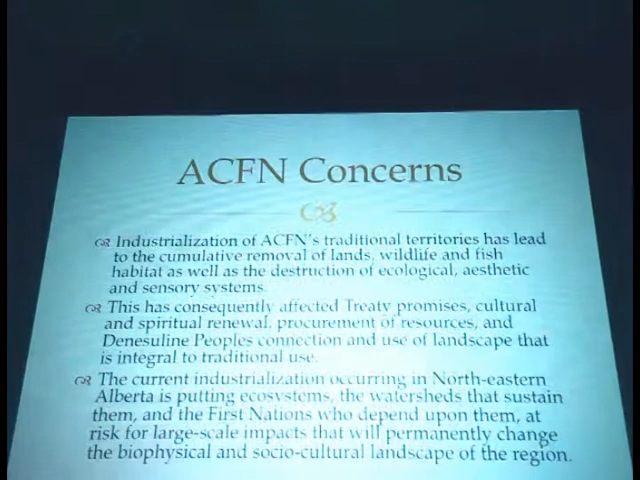 ACFN Concerns
Industrialization of ACFN's traditional territories has lead
to the cumulative removal of lands, wildlife and fish
habitat as well as the destruction of ecological, aesthetic
and sensory systems.
This has consequently affected Treaty promises, cultural
and spiritual renewal, procurement of resources, and
Denesuline Peoples connection and use of landscape that
is integral to traditional use.
The current industrialization occurring in North-eastern
Alberta is putting ecosystems, the watersheds that sustain
them, and the First Nations who depend upon them, at
risk for large-scale impacts that will permanently change
the biophysical and socio-cultural landscape of the region.